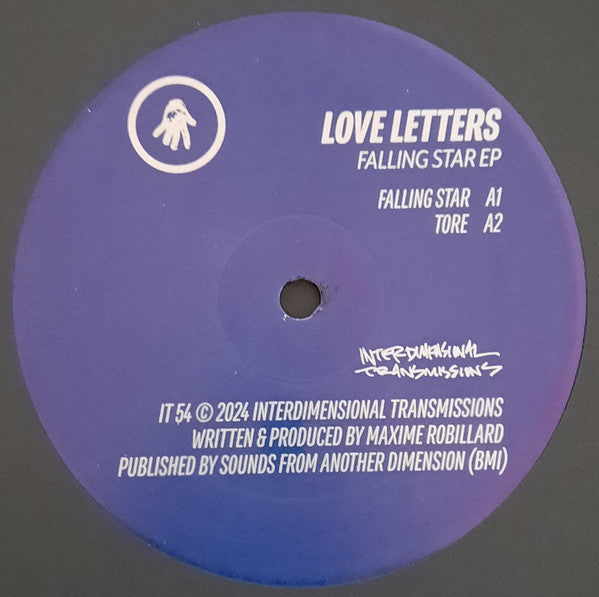 LOVE LETTERS
FALLING STAR EP
FALLING STAR A1
TORE A2
INTERDIMENSIONAL
TRANSMISSIONS
IT 54 © 2024 INTERDIMENSIONAL TRANSMISSIONS
WRITTEN & PRODUCED BY MAXIME ROBILLARD
PUBLISHED BY SOUNDS FROM ANOTHER DIMENSION (BMI)